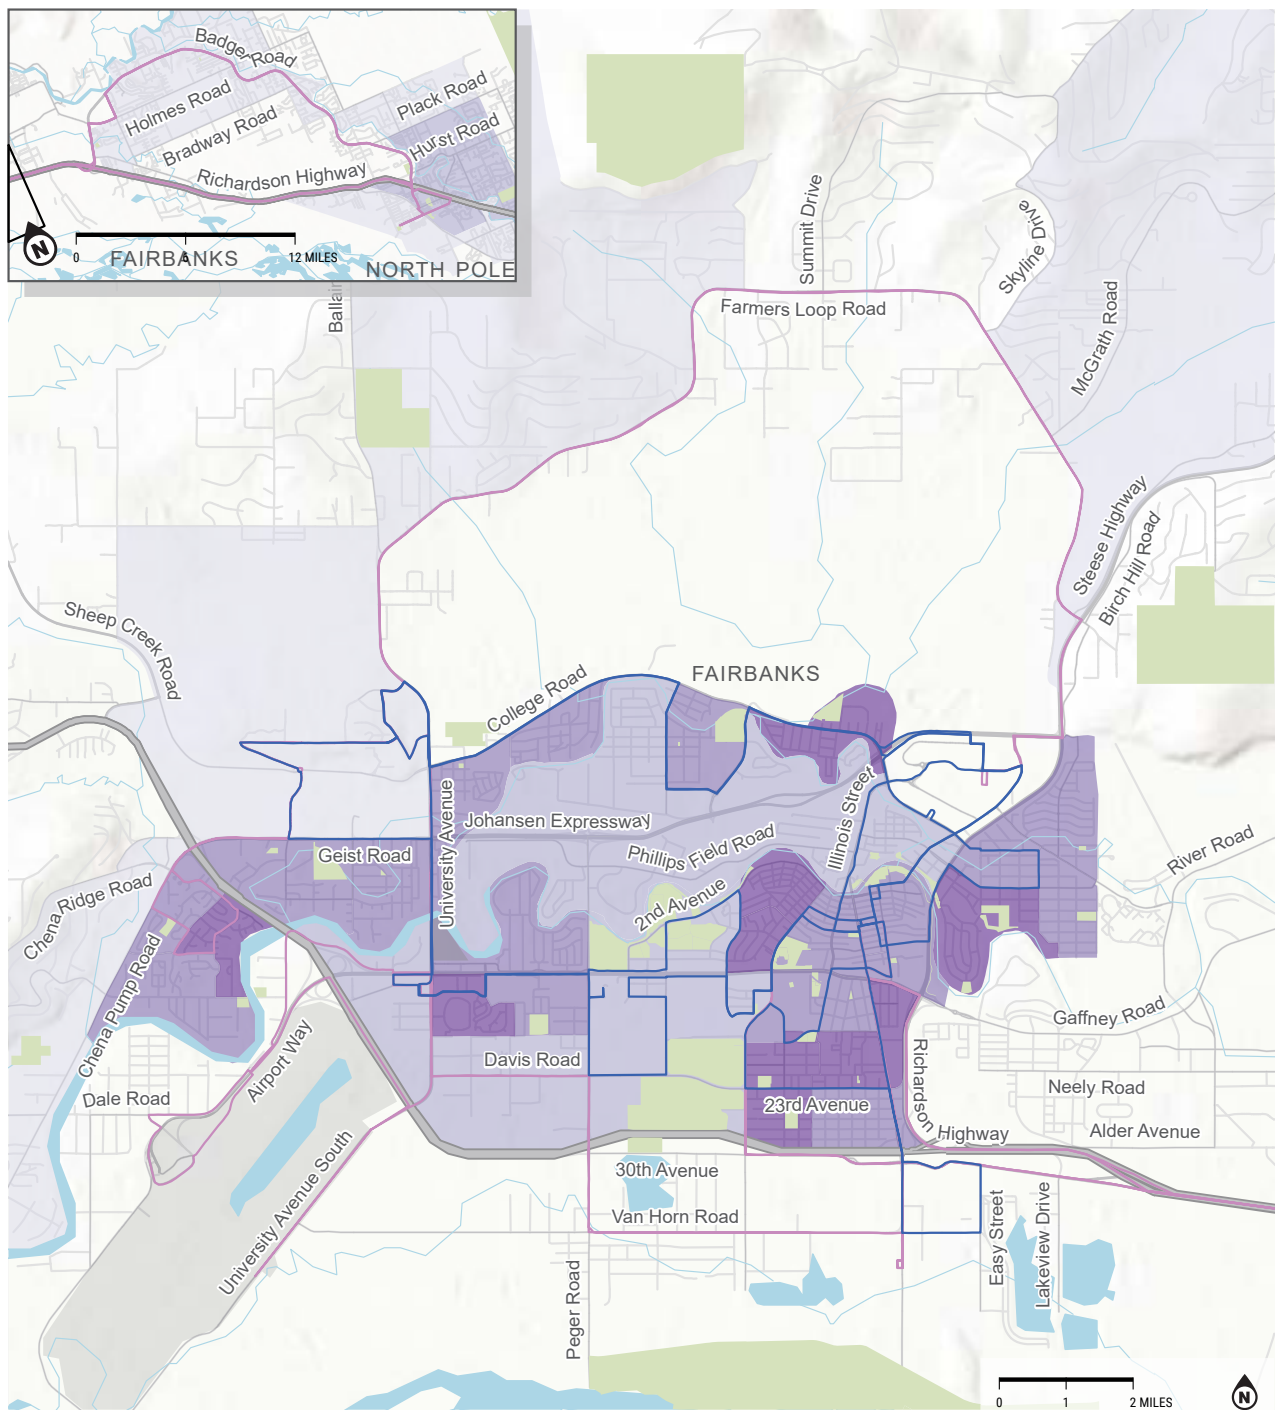 Badger Road
Holmes Road
Plack Road
Bradway Road
Hurst Road
Richardson Highway
N
0 6 12 MILES
FAIRBANKS
NORTH POLE
Summit Drive
Skyline Drive
Farmers Loop Road
McGrath Road
Steese Highway
Birch Hill Road
Sheep Creek Road
FAIRBANKS
College Road
University Avenue
Johansen Expressway
Illinois Street
Phillips Field Road
Geist Road
River Road
Chena Ridge Road
2nd Avenue
Chena Pump Road
Gaffney Road
Airport Way
Davis Road
Richardson Highway
Neely Road
Dale Road
23rd Avenue
Alder Avenue
University Avenue South
30th Avenue
Van Horn Road
Easy Street
Lakeview Drive
Peger Road
0 1 2 MILES
N